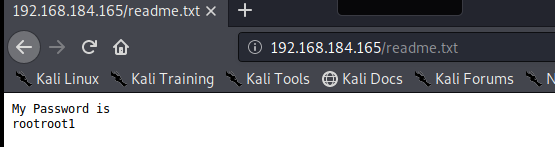 192.168.184.165/readme.txt
192.168.184.165/readme.txt
Kali Linux Kali Training Kali Tools Kali Docs Kali Forums
My Password is
rootroot1